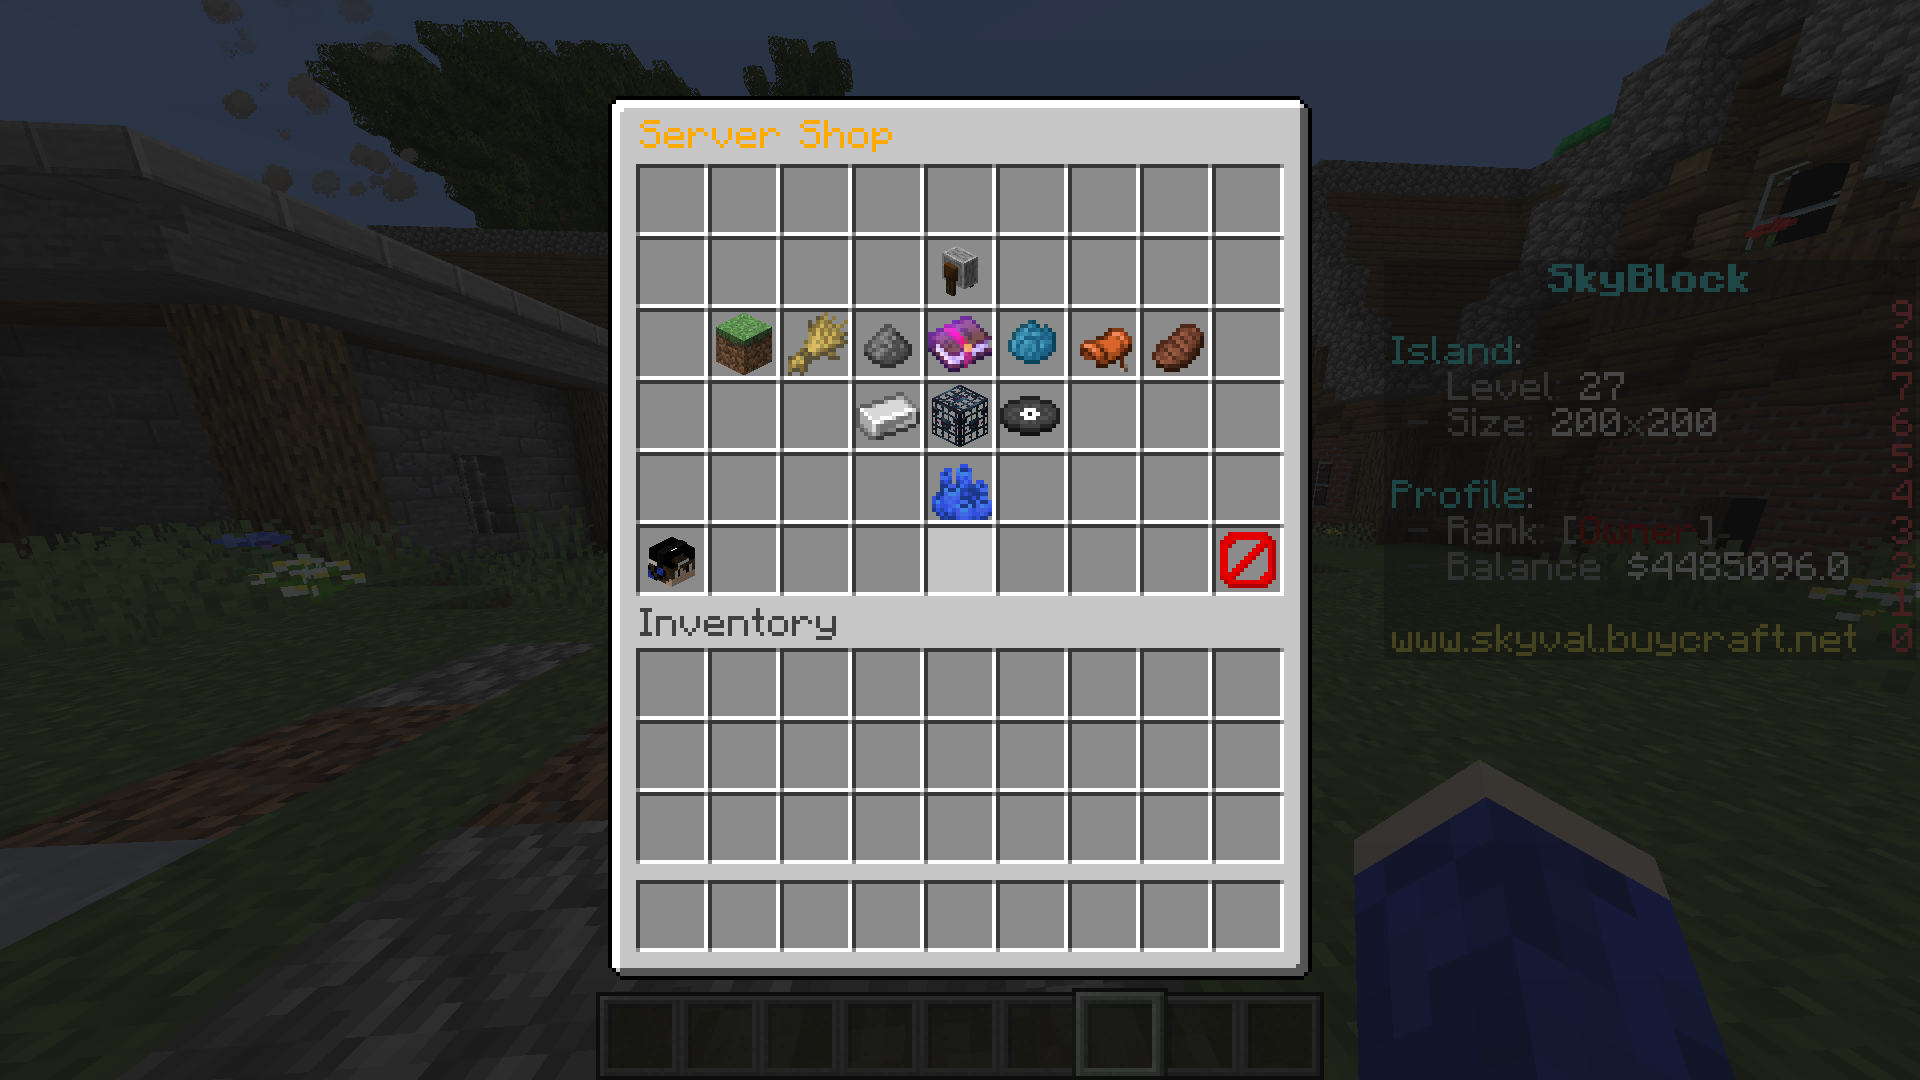 Server Shop
Inventory
SkyBlock
9
Island: 8
- Level: 27 7
- Size: 200x200 6
5
Profile: 4
- Rank: [Owner] 3
- Balance: $4485096.0 2
1
www.skyval.buycraft.net 0